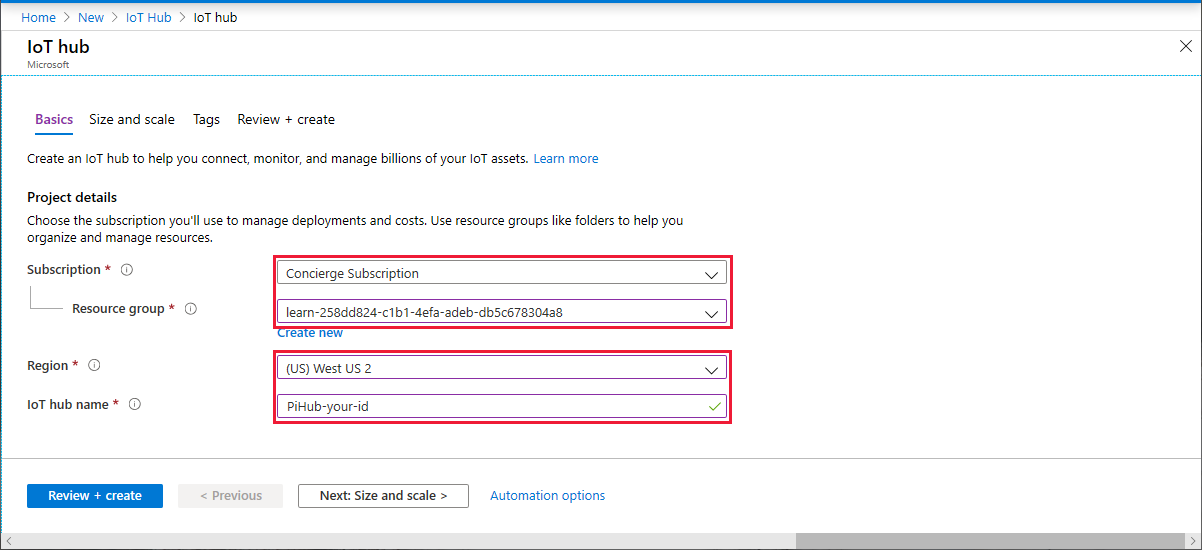 Home > New > IoT Hub > IoT hub
IoT hub
Microsoft
Basics Size and scale Tags Review + create
Create an IoT hub to help you connect, monitor, and manage billions of your IoT assets. Learn more
Project details
Choose the subscription you'll use to manage deployments and costs. Use resource groups like folders to help you
organize and manage resources.
Subscription * Concierge Subscription
Resource group * learn-258dd824-c1b1-4efa-adeb-db5c678304a8
Create new
Region * (US) West US 2
IoT hub name * PiHub-your-id
Review + create < Previous Next: Size and scale > Automation options